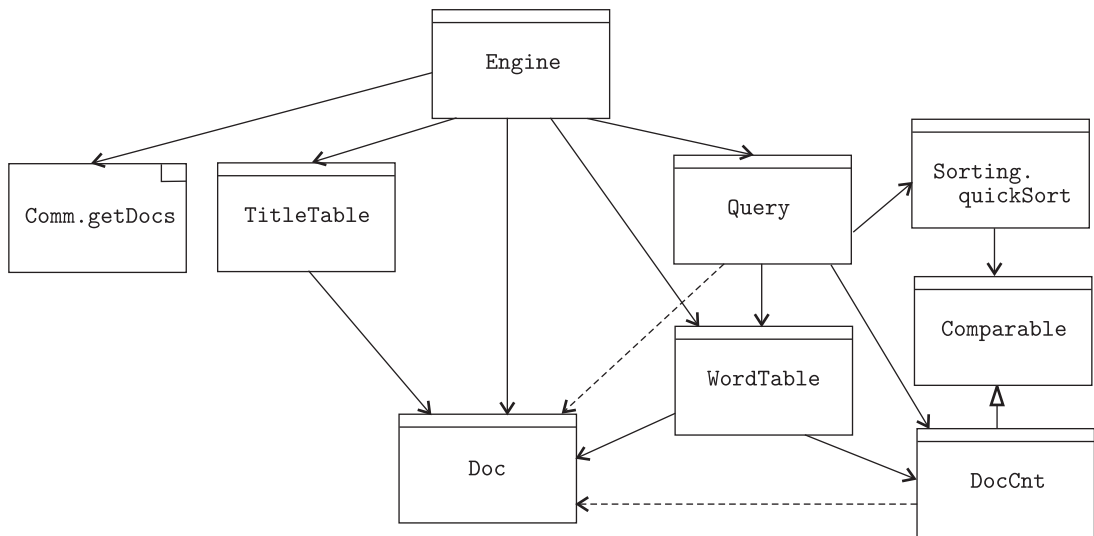 Engine
Comm.getDocs
TitleTable
Query
Sorting.
quickSort
Comparable
WordTable
Doc
DocCnt